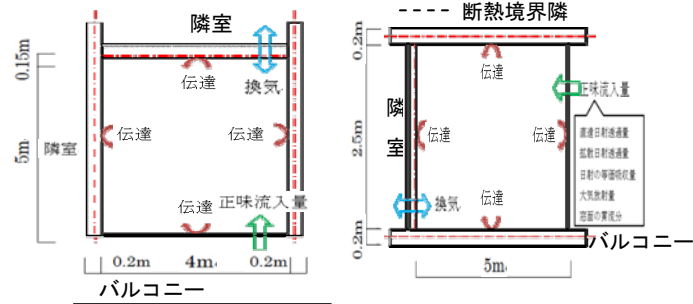 隣室
換気
伝達
0.15m
5m
隣室
伝達
伝達
伝達
正味流入量
0.2m
4m
0.2m
バルコニー
断熱境界隣
0.2m
伝達
正味流入量
隣
室
2.5m
伝達
伝達
直達日射透過量
拡散日射透過量
日射の等価吸収量
大気放射量
窓面の貫流分
換気
伝達
0.2m
バルコニー
5m